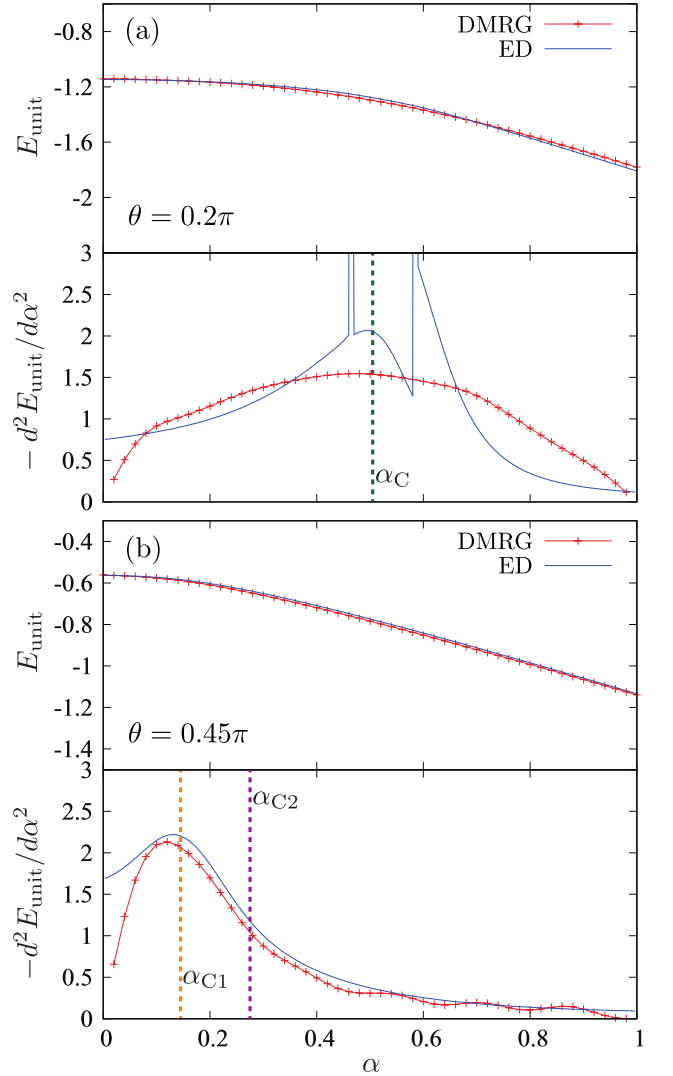 (a)
DMRG
ED
-0.8
-1.2
-1.6
-2
E_unit
θ = 0.2π
3
2.5
2
1.5
1
0.5
0
− d²E_unit/dα²
α_C
(b)
DMRG
ED
-0.4
-0.6
-0.8
-1
-1.2
-1.4
E_unit
θ = 0.45π
3
2.5
2
1.5
1
0.5
0
−d²E_unit/dα²
α_C2
α_C1
0 0.2 0.4 0.6 0.8 1
α